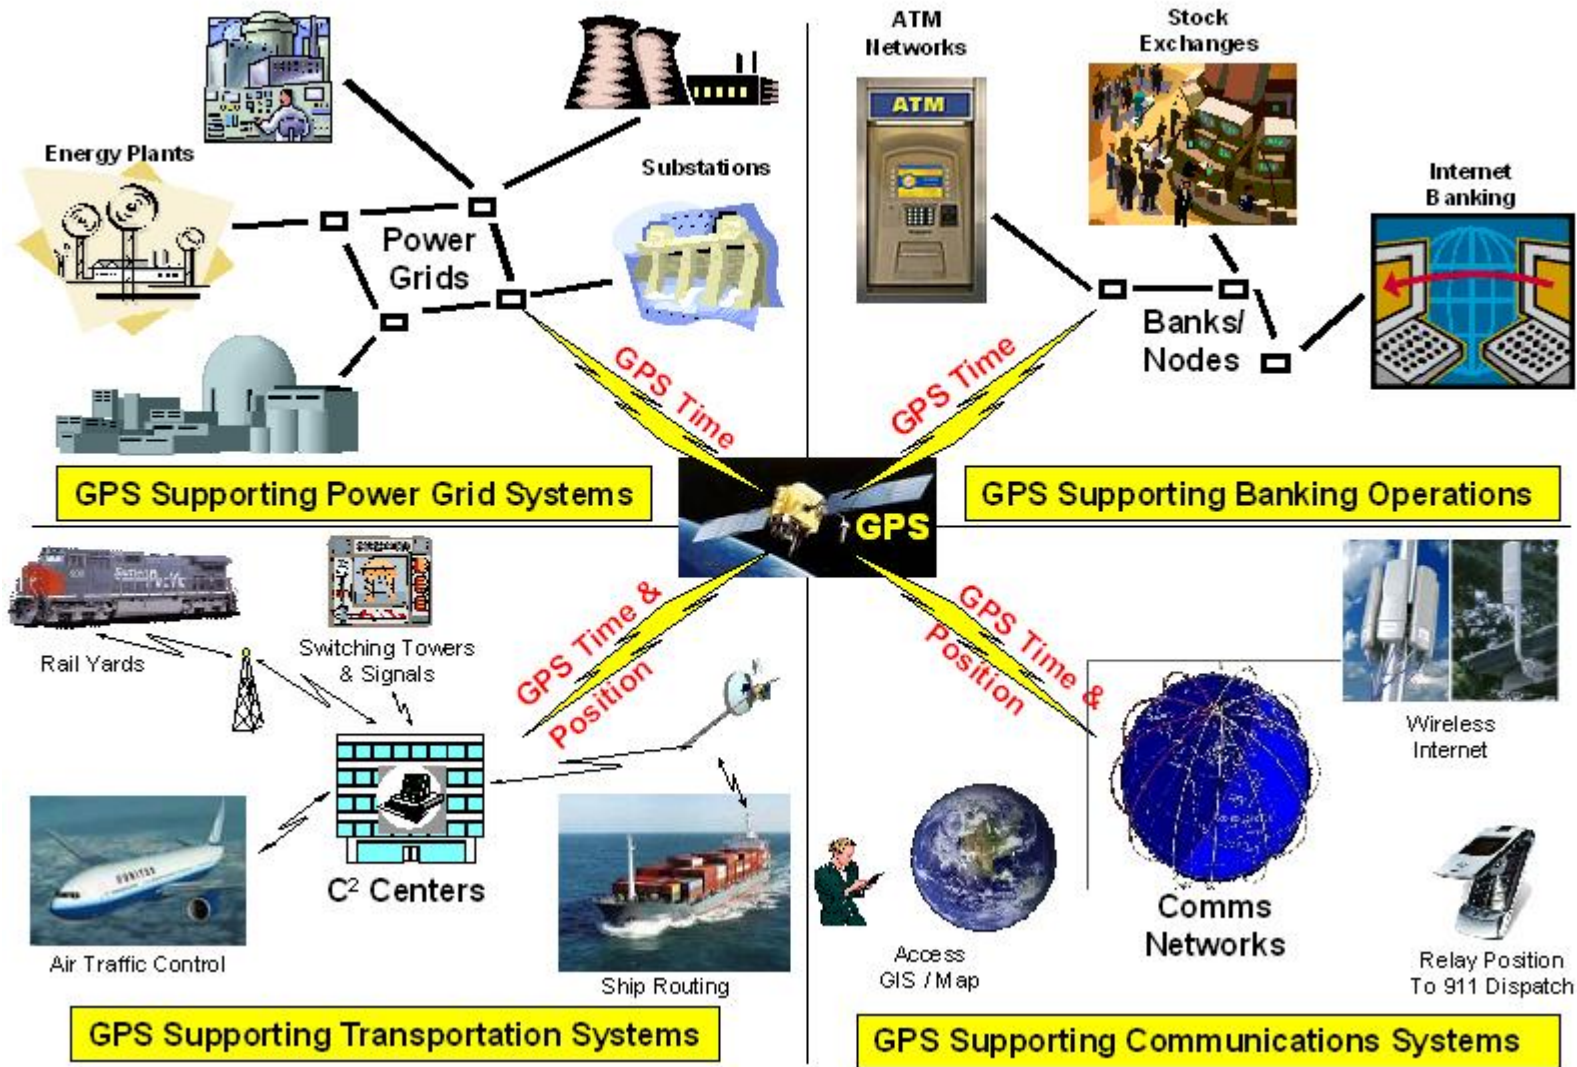 Energy Plants
Substations
Power
Grids
GPS Time
GPS Supporting Power Grid Systems
ATM
Networks
Stock
Exchanges
ATM
Internet
Banking
Banks/
Nodes
GPS Time
GPS Supporting Banking Operations
GPS
Rail Yards
Switching Towers
& Signals
GPS Time &
Position
C² Centers
Air Traffic Control
Ship Routing
GPS Supporting Transportation Systems
GPS Time &
Position
Wireless
Internet
Access
GIS / Map
Comms
Networks
Relay Position
To 911 Dispatch
GPS Supporting Communications Systems